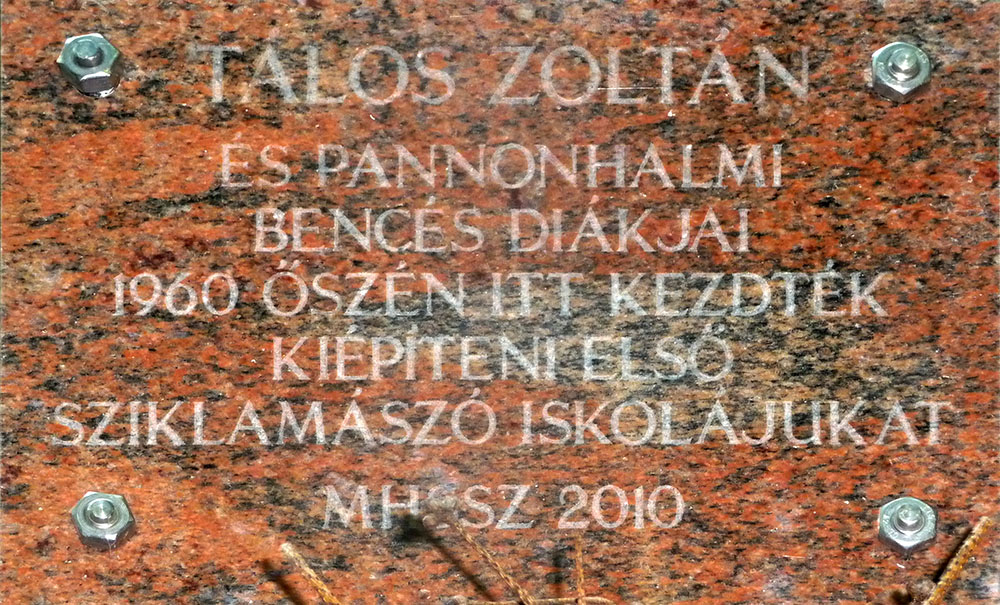 TÁLOS ZOLTÁN
ÉS PANNONHALMI
BENCÉS DIÁKJAI
1960 ŐSZÉN ITT KEZDTÉK
KIÉPÍTENI ELSŐ
SZIKLAMÁSZÓ ISKOLÁJUKAT
MHSSZ 2010